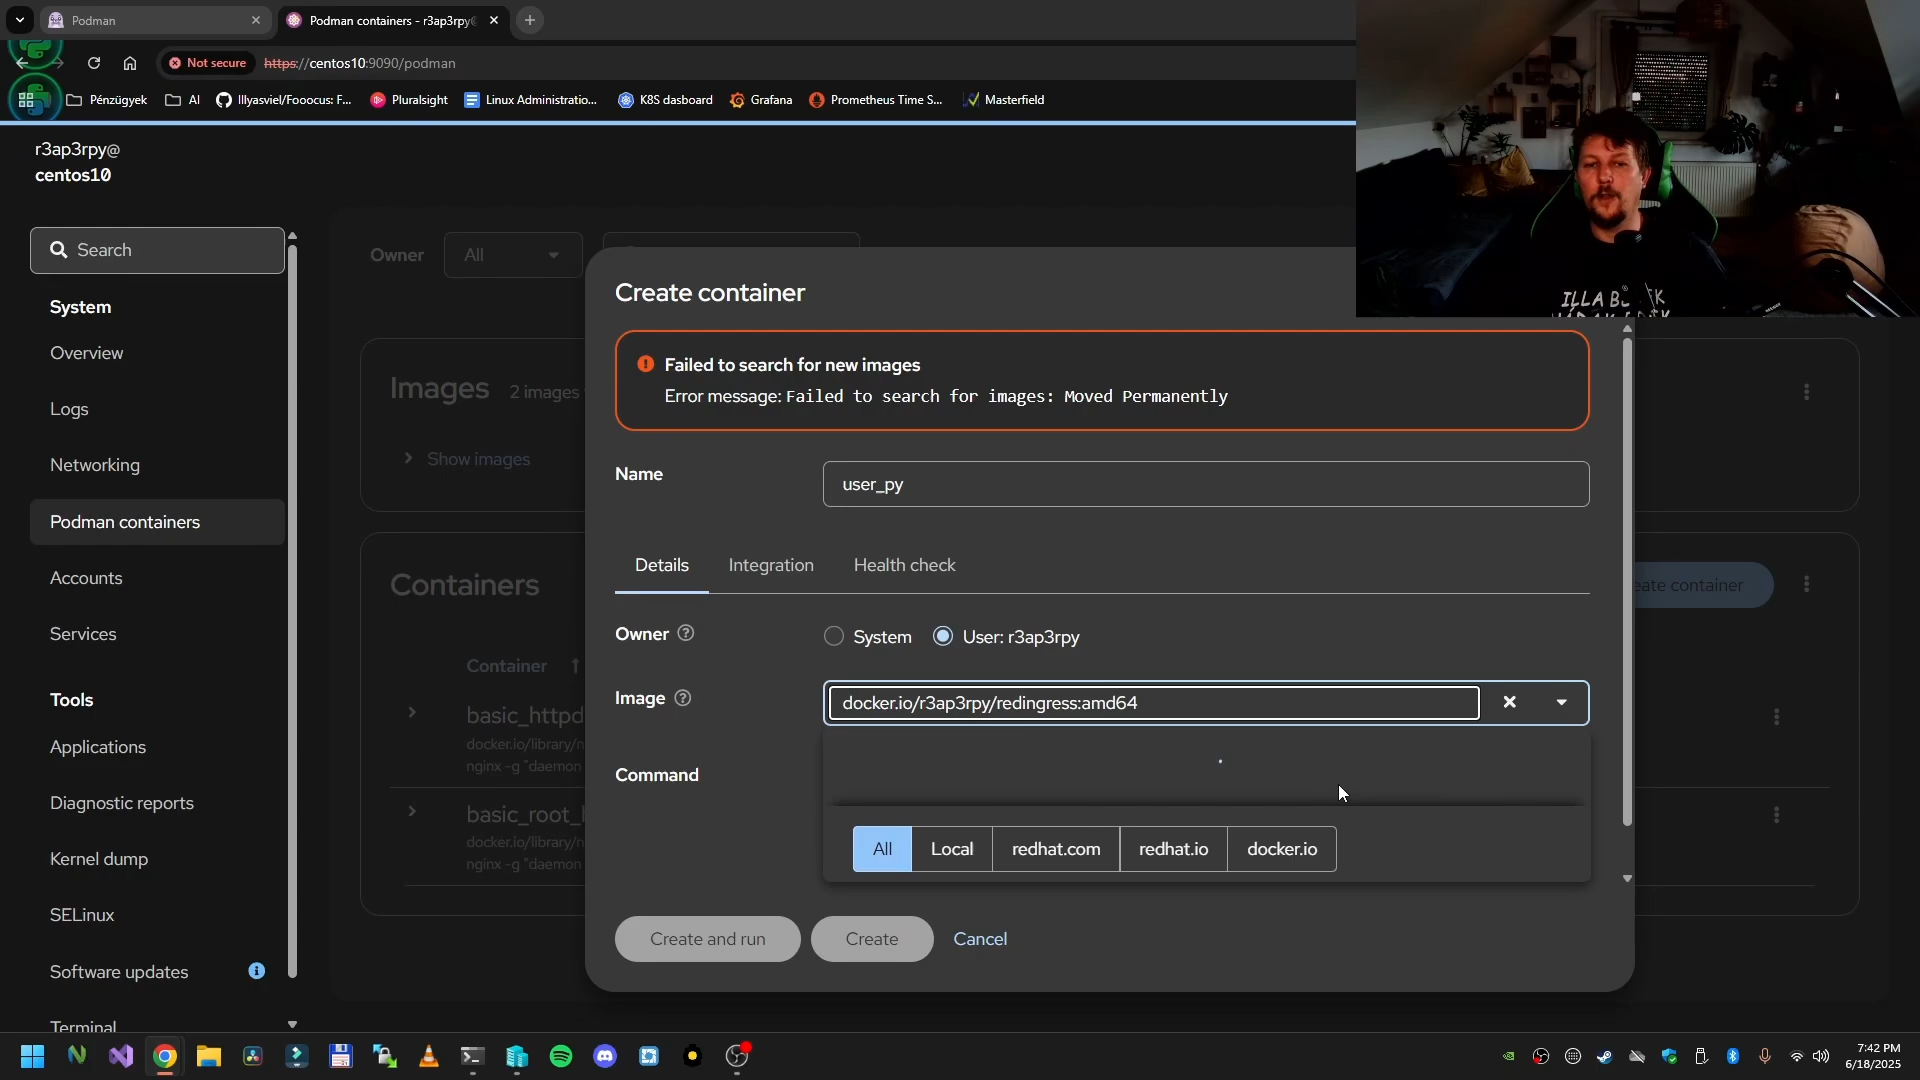 Podman
Podman containers - r3ap3rpy@
Not secure
https://centos10:9090/podman
Pénzügyek
AI
Illyasviel/Fooocus: F...
Pluralsight
Linux Administratio...
K8S dasboard
Grafana
Prometheus Time S...
Masterfield
r3ap3rpy@
centos10
Search
System
Overview
Logs
Networking
Podman containers
Accounts
Services
Tools
Applications
Diagnostic reports
Kernel dump
SELinux
Software updates
Terminal
Owner
All
Images
2 images
Show images
Containers
Container
basic_httpd
docker.io/library/n
nginx -g "daemon
basic_root_h
docker.io/library/n
nginx -g "daemon
eate container
Create container
Failed to search for new images
Error message: Failed to search for images: Moved Permanently
Name
user_py
Details
Integration
Health check
Owner
System
User: r3ap3rpy
Image
docker.io/r3ap3rpy/redingress:amd64
Command
All
Local
redhat.com
redhat.io
docker.io
Create and run
Create
Cancel
7:42 PM
6/18/2025